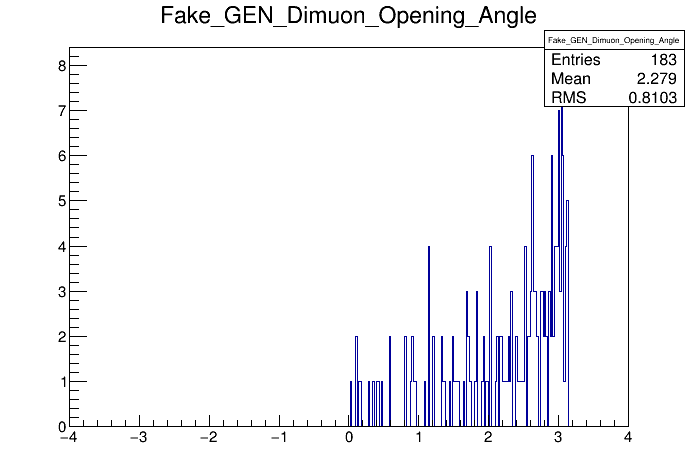 Fake_GEN_Dimuon_Opening_Angle
Fake_GEN_Dimuon_Opening_Angle
Entries 183
Mean 2.279
RMS 0.8103
8
7
6
5
4
3
2
1
0
−4 −3 −2 −1 0 1 2 3 4